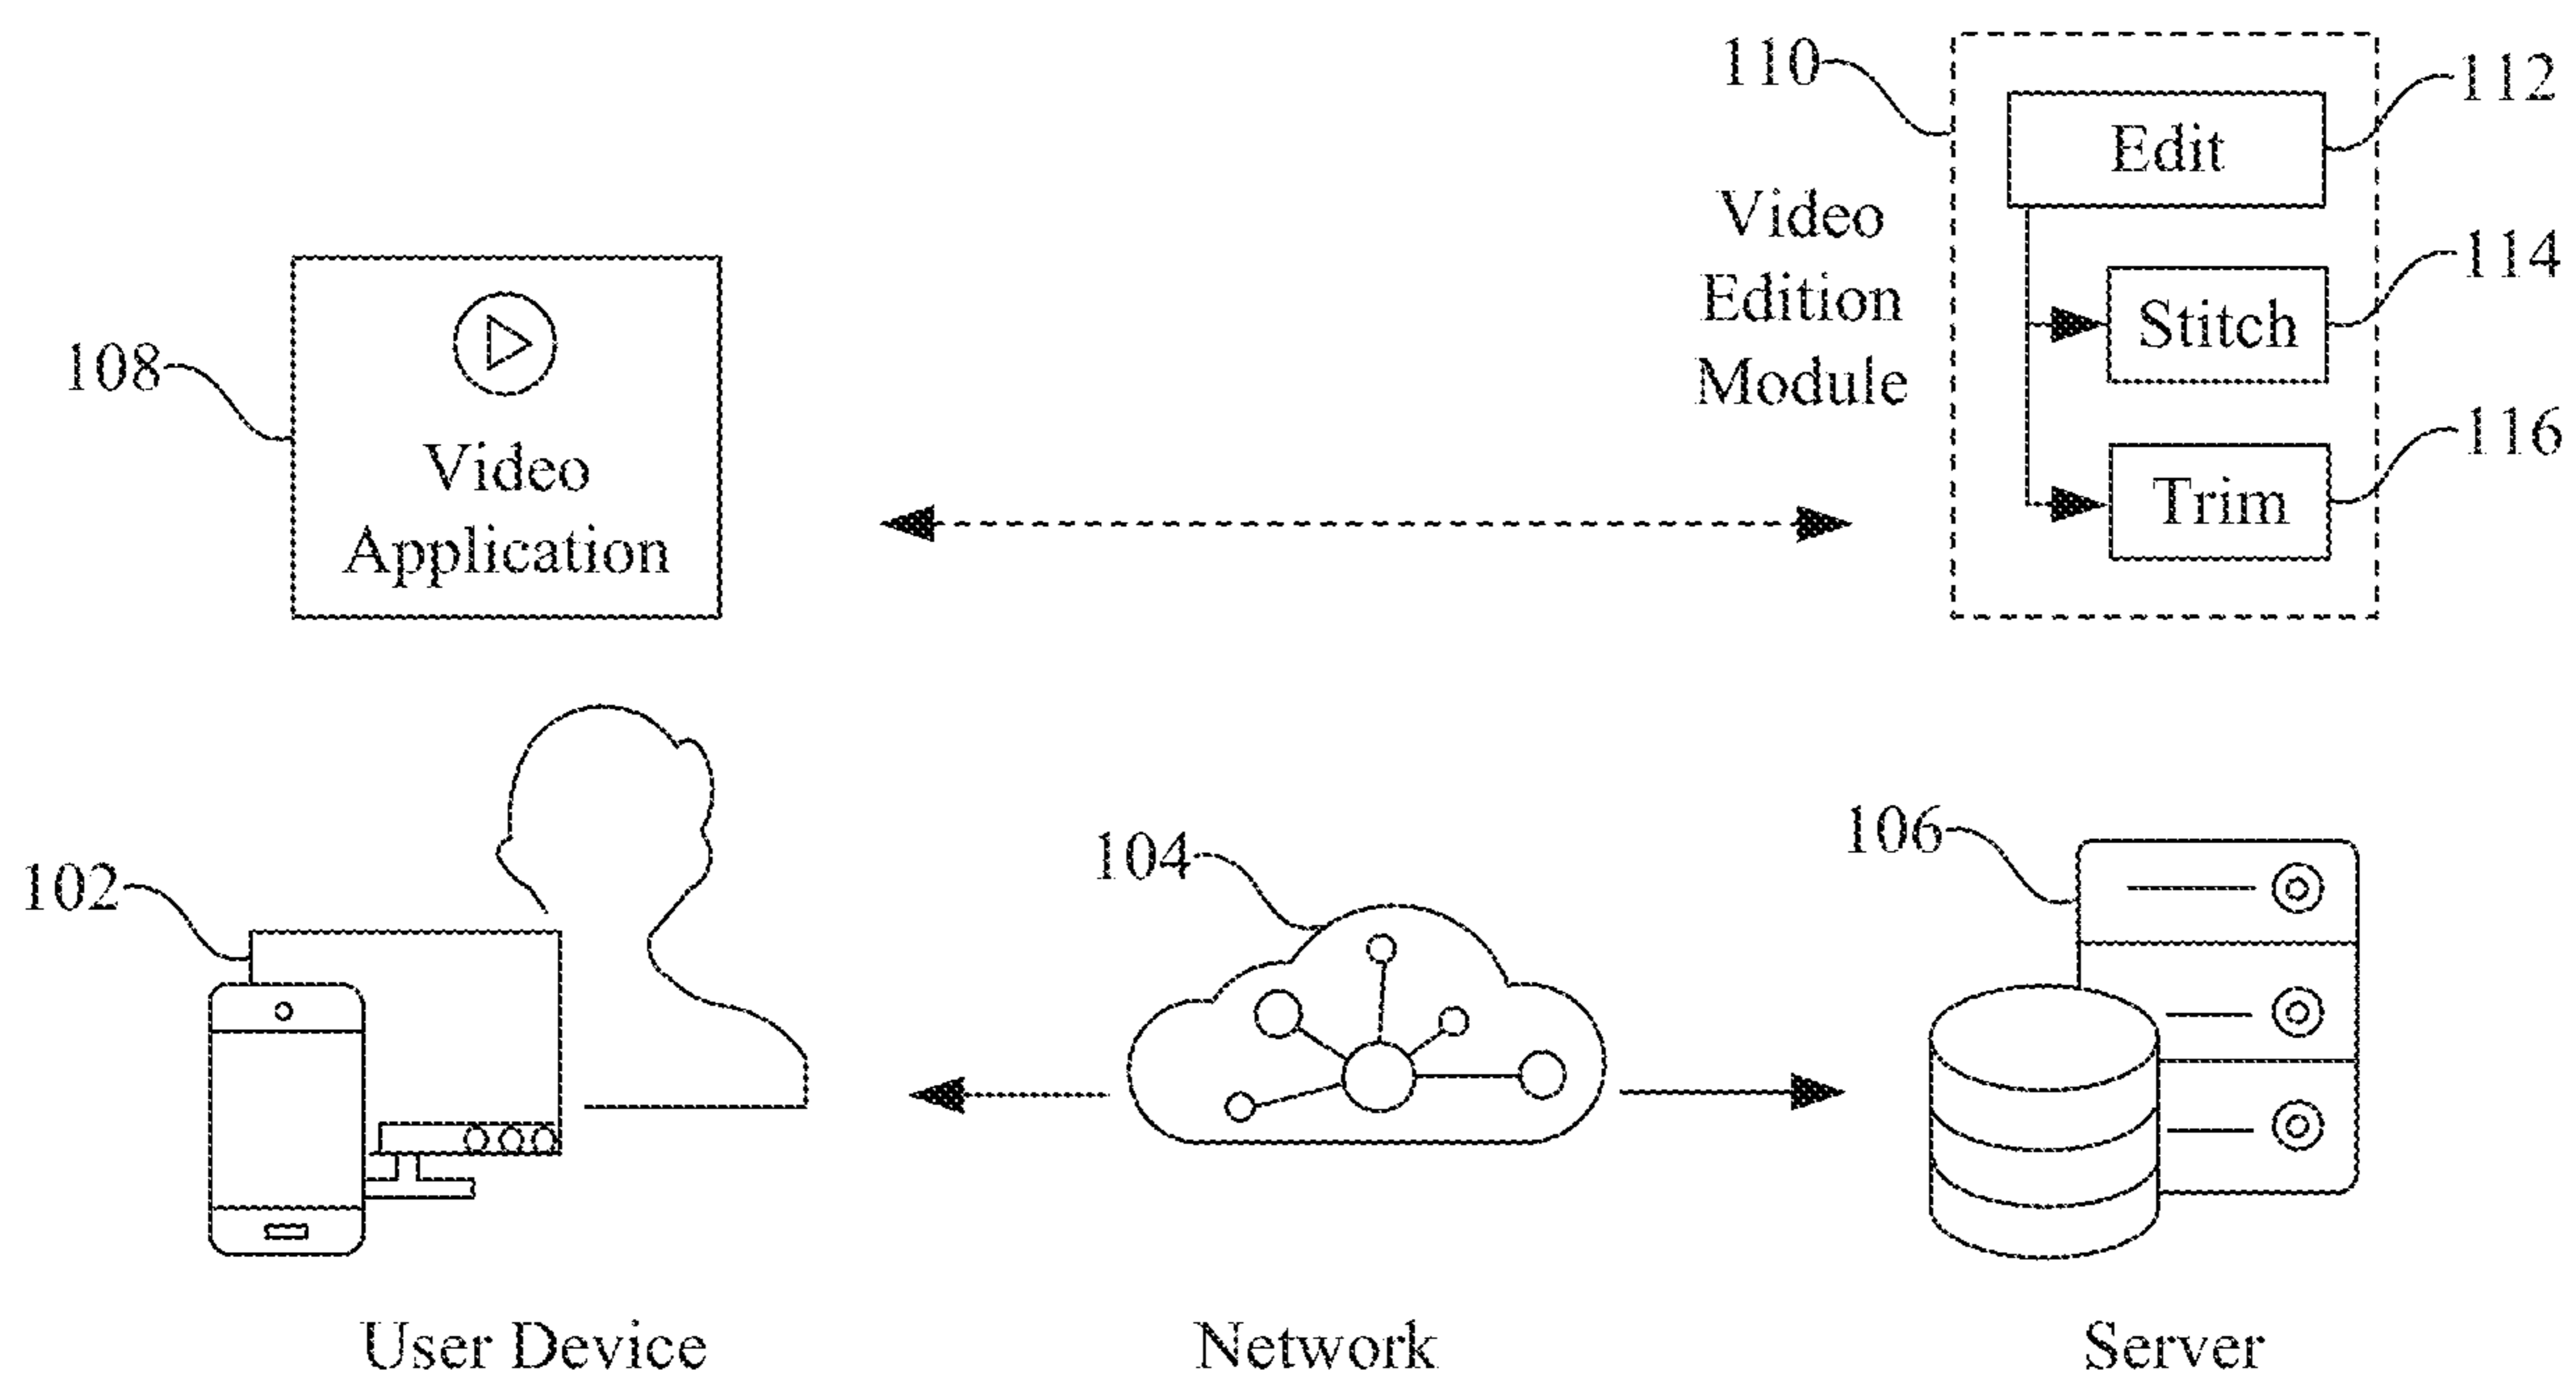 110
112
Edit
Video
Edition
Module
114
Stitch
116
Trim
108
Video
Application
102
104
106
User Device
Network
Server